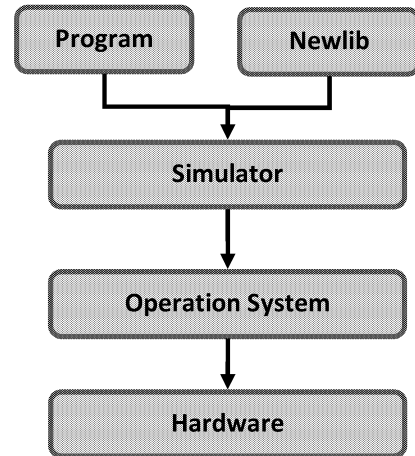 Program
Newlib
Simulator
Operation System
Hardware